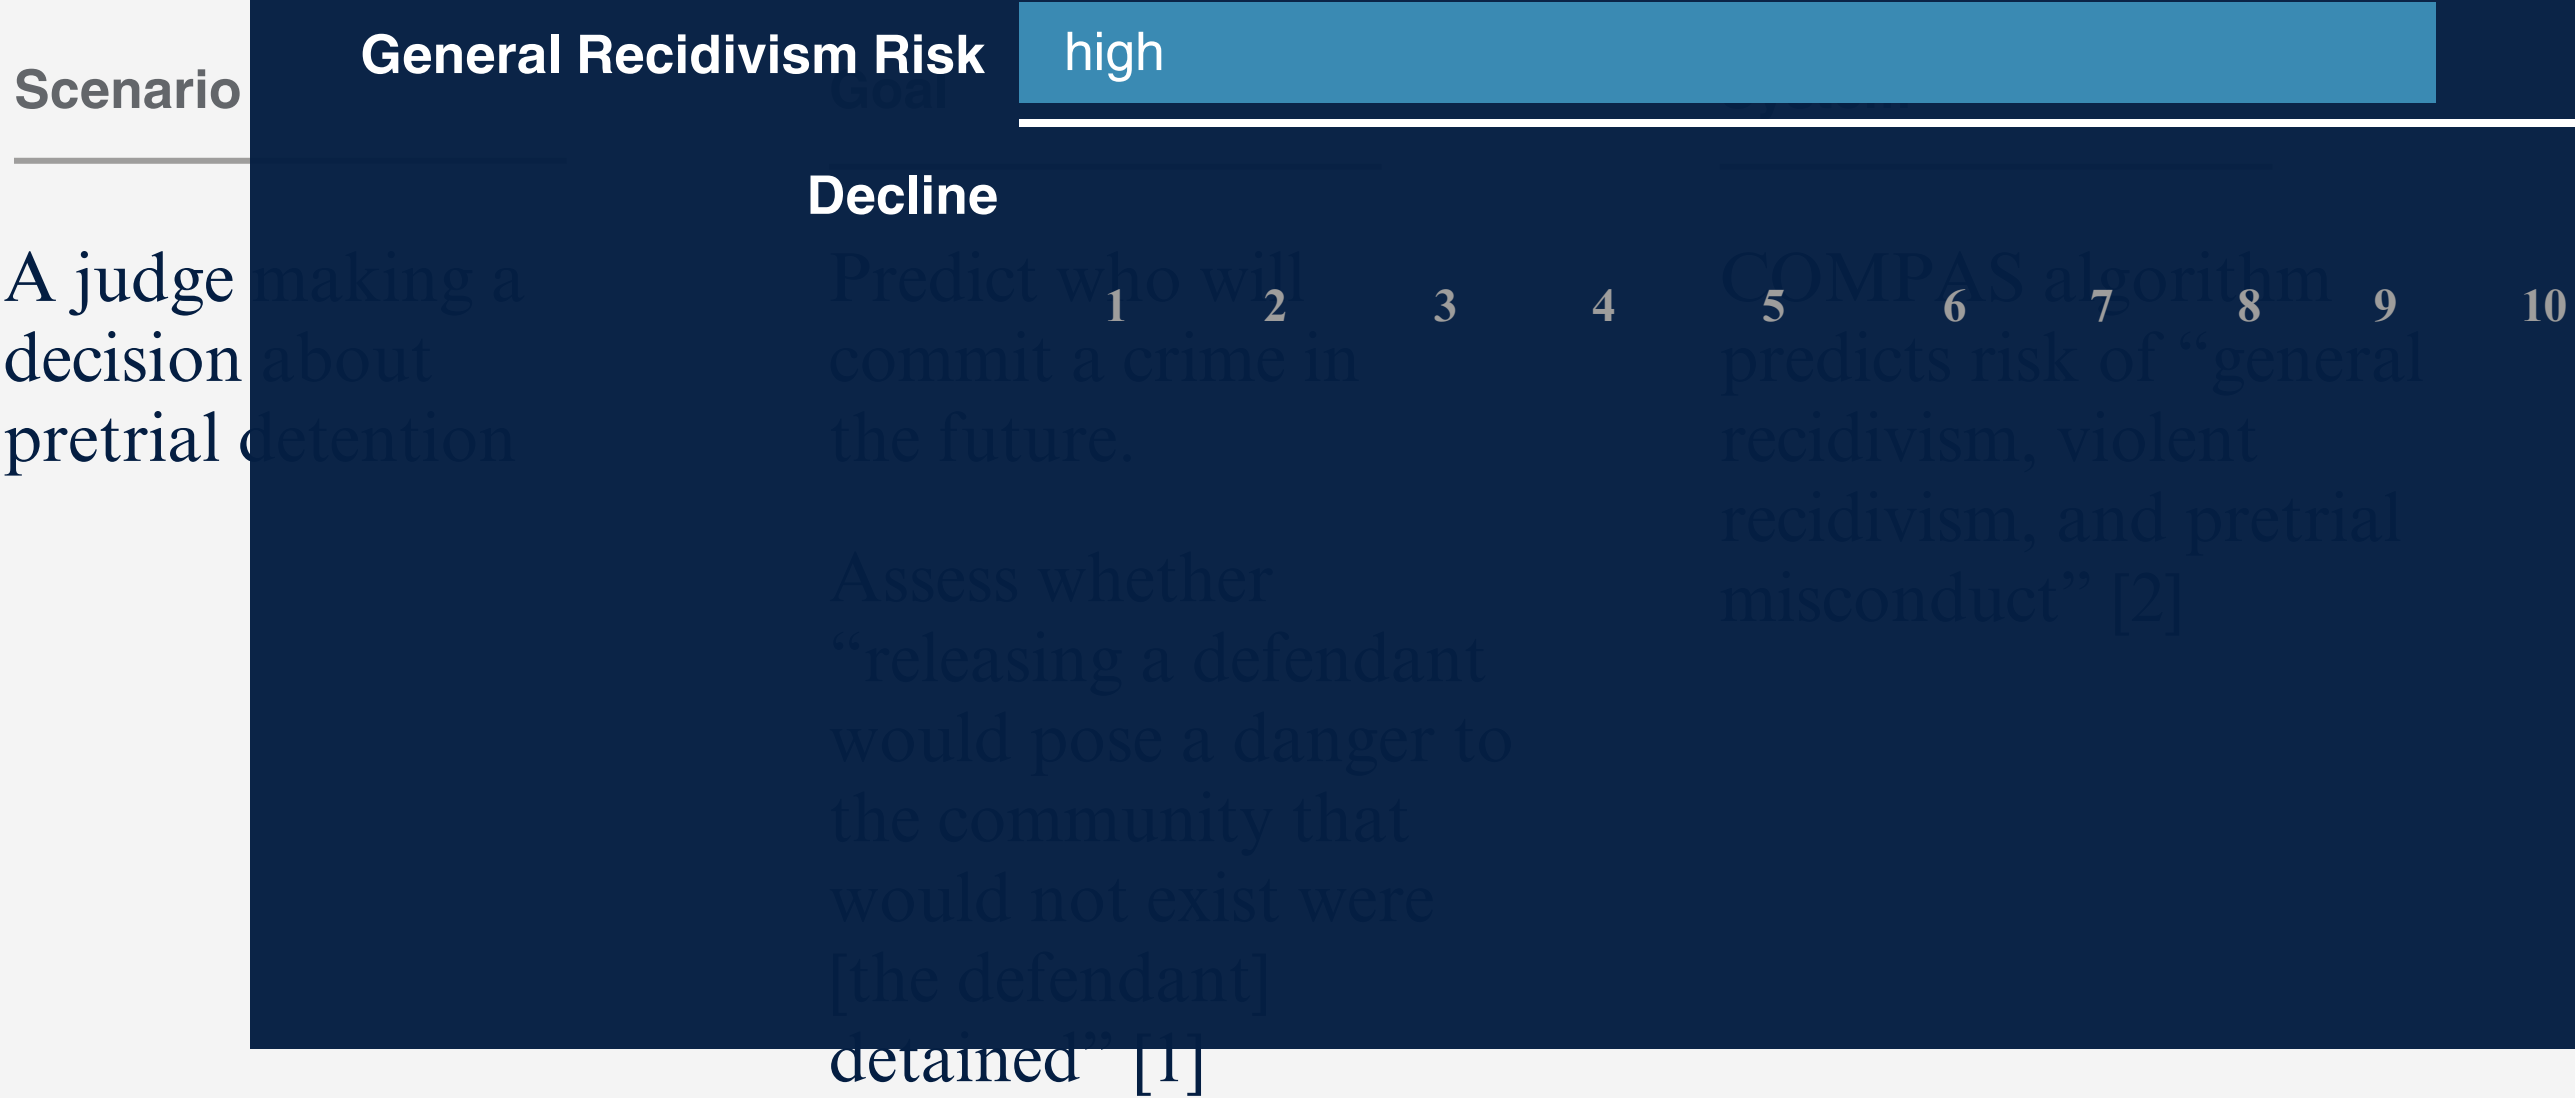 General Recidivism Risk high
Scenario Goal System
Decline
1 2 3 4 5 6 7 8 9 10
A judge making a
decision about
pretrial detention
Predict who will
commit a crime in
the future.
Assess whether
“releasing a defendant
would pose a danger to
the community that
would not exist were
[the defendant]
detained” [1]
COMPAS algorithm
predicts risk of “general
recidivism, violent
recidivism, and pretrial
misconduct” [2]